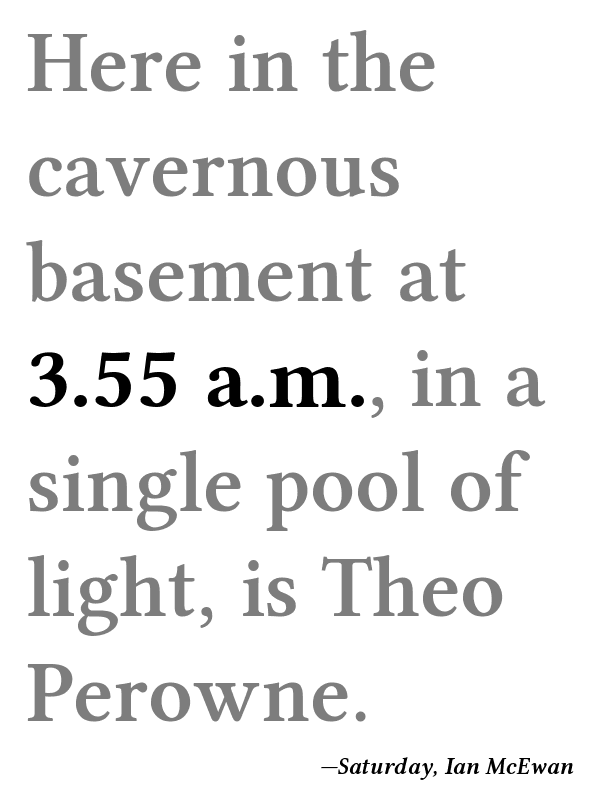 Here in the
cavernous
basement at
3.55 a.m., in a
single pool of
light, is Theo
Perowne.
—Saturday, Ian McEwan